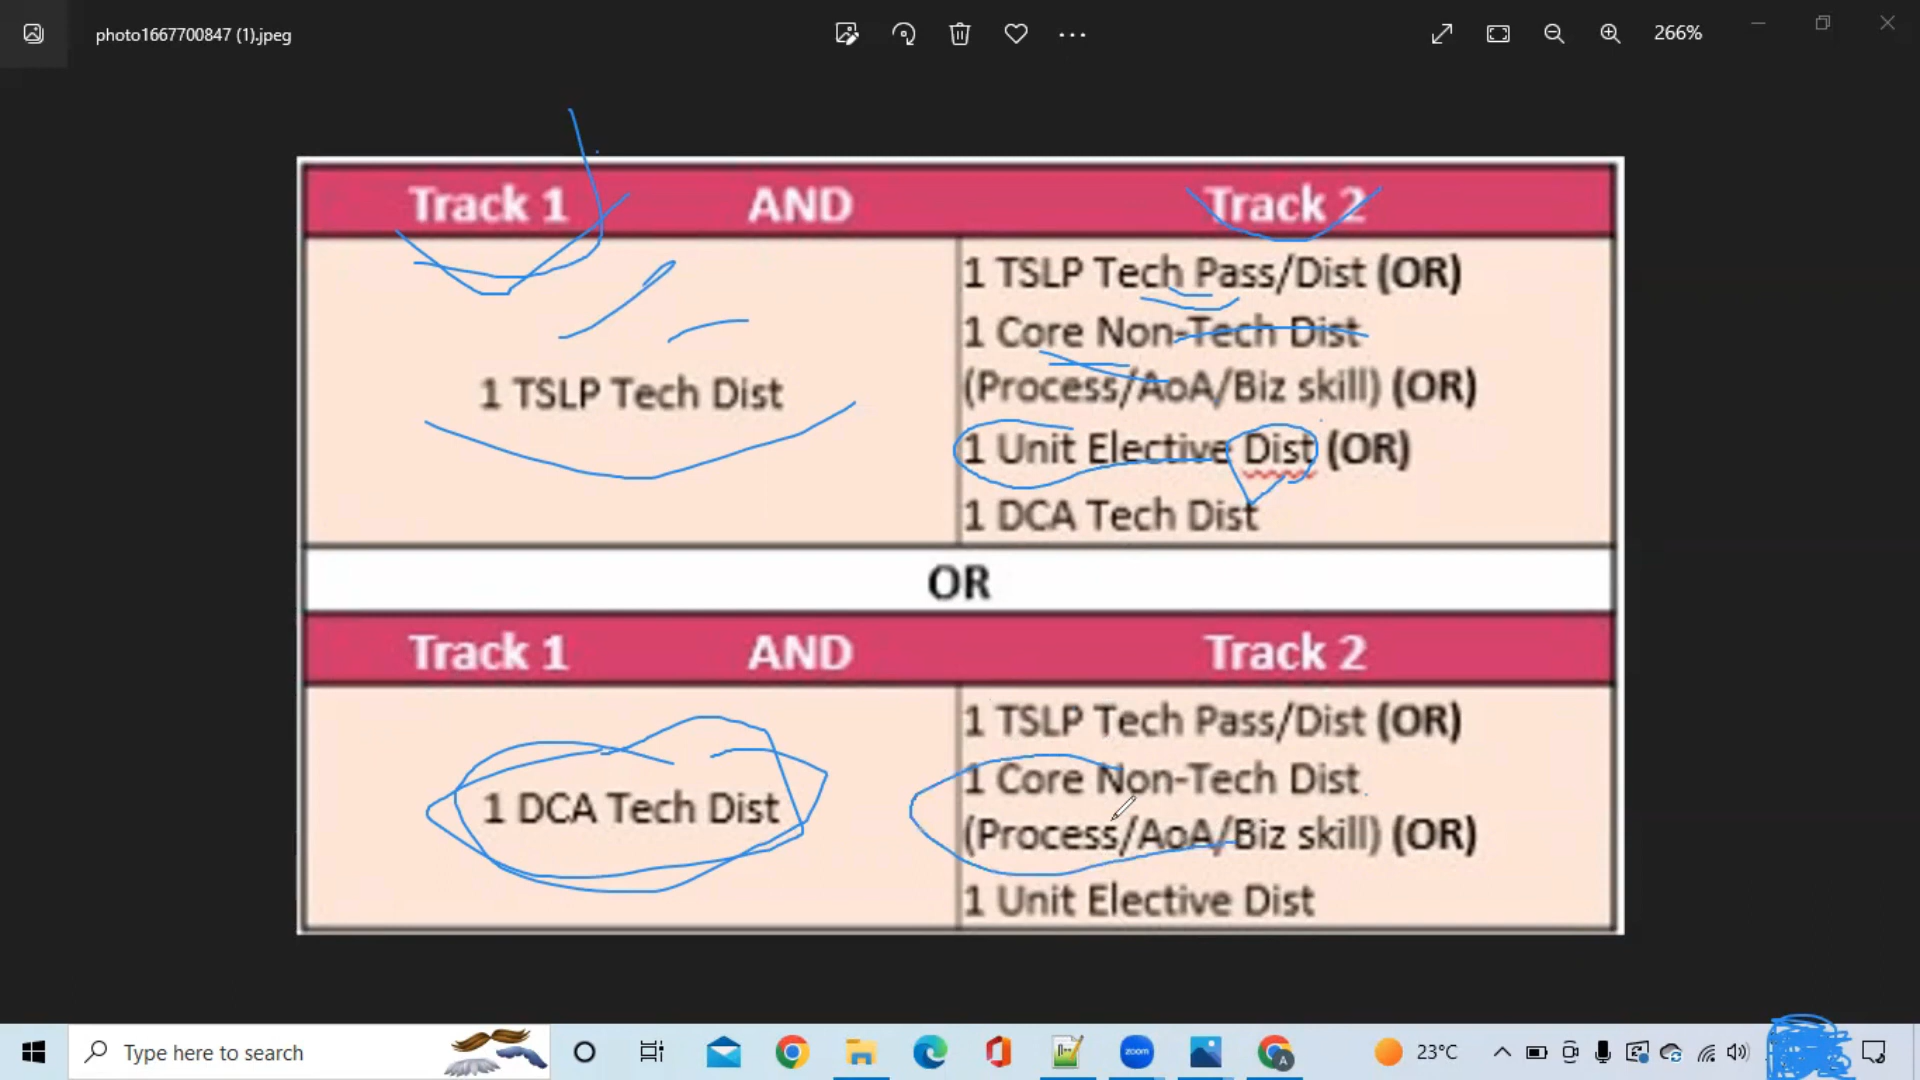 photo1667700847 (1).jpeg
266%
Track 1 AND Track 2
1 TSLP Tech Dist
1 TSLP Tech Pass/Dist (OR)
1 Core Non-Tech Dist
(Process/AoA/Biz skill) (OR)
1 Unit Elective Dist (OR)
1 DCA Tech Dist
OR
Track 1 AND Track 2
1 DCA Tech Dist
1 TSLP Tech Pass/Dist (OR)
1 Core Non-Tech Dist
(Process/AoA/Biz skill) (OR)
1 Unit Elective Dist
Type here to search
zoom
A
23°C